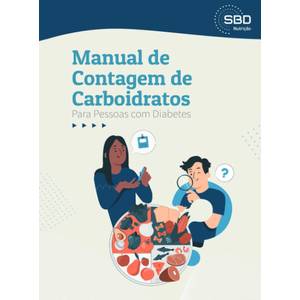 SBD
Nutrição
Manual de
Contagem de
Carboidratos
Para Pessoas com Diabetes
?